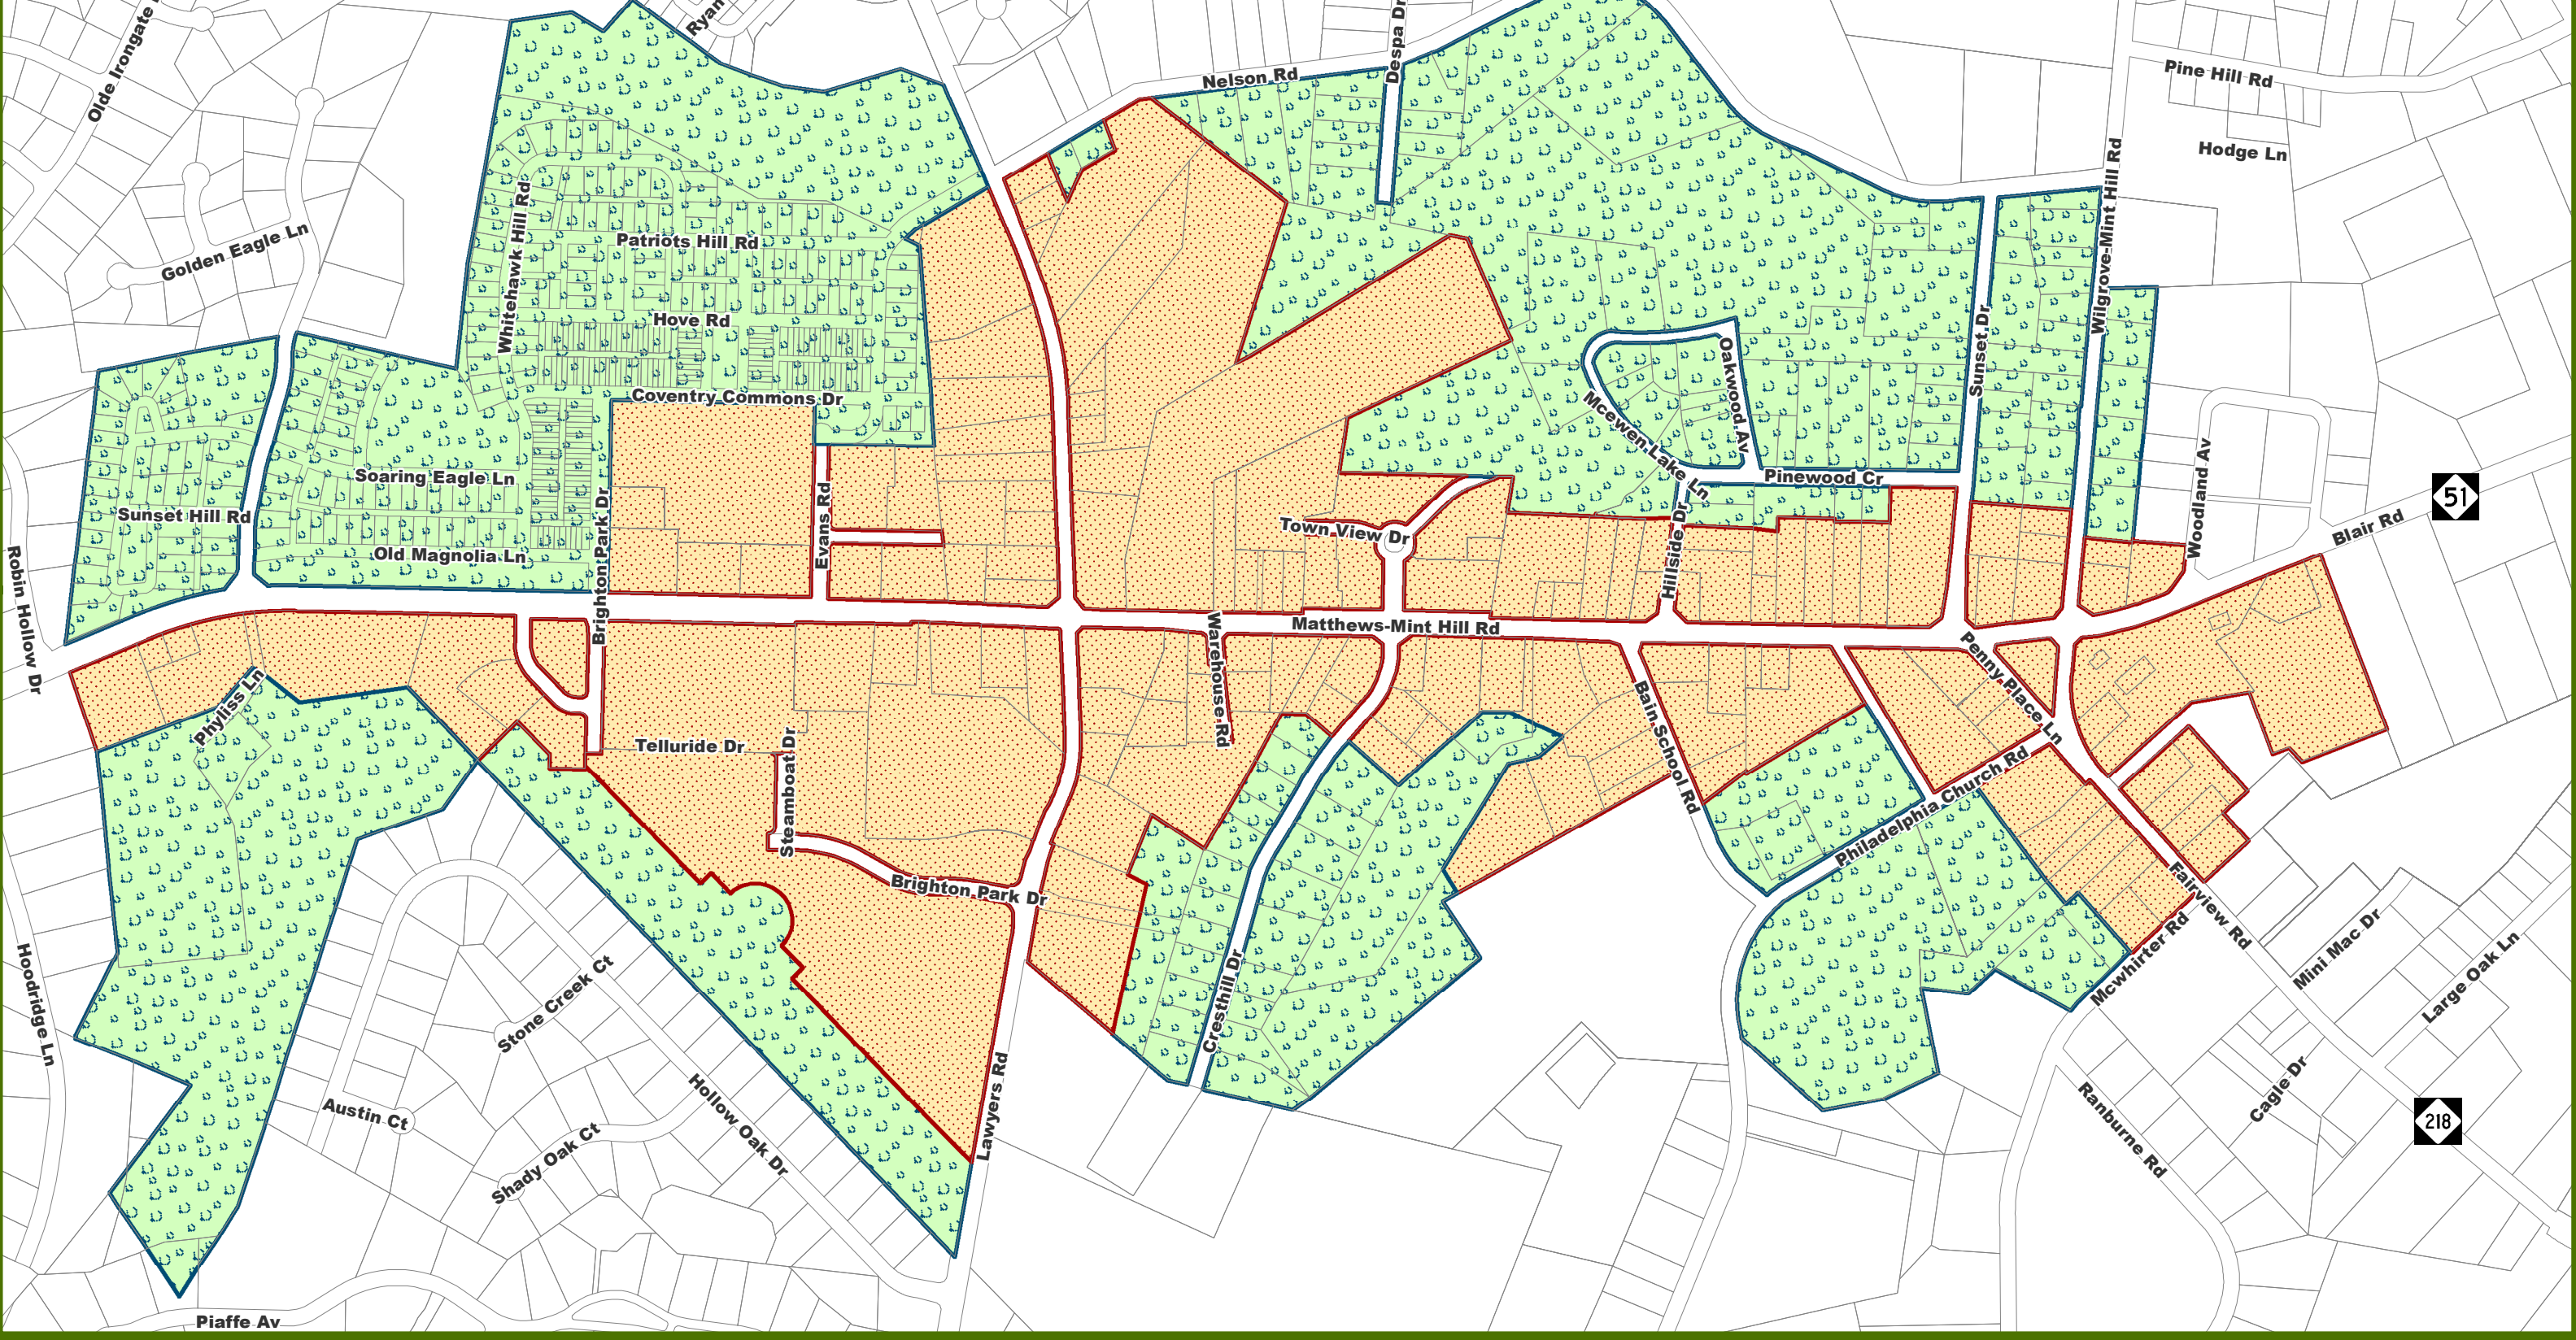 Olde Irongate
Ryan
Despa Dr
Nelson Rd
Pine Hill Rd
Hodge Ln
Golden Eagle Ln
Whitehawk Hill Rd
Patriots Hill Rd
Wilgrove-Mint Hill Rd
Hove Rd
Coventry Commons Dr
Oakwood Av
Sunset Dr
Mcewen Lake Ln
Pinewood Cr
Soaring Eagle Ln
Sunset Hill Rd
Old Magnolia Ln
Brighton Park Dr
Evans Rd
Town View Dr
Hillside Dr
Woodland Av
51
Blair Rd
Robin Hollow Dr
Matthews-Mint Hill Rd
Warehouse Rd
Penny Place Ln
Phyliss Ln
Telluride Dr
Steamboat Dr
Bain School Rd
Philadelphia Church Rd
Brighton Park Dr
Fairview Rd
Mcwhirter Rd
Mini Mac Dr
Large Oak Ln
Hoodridge Ln
Stone Creek Ct
Cresthill Dr
Lawyers Rd
Hollow Oak Dr
Austin Ct
Shady Oak Ct
Cagle Dr
218
Ranburne Rd
Piaffe Av